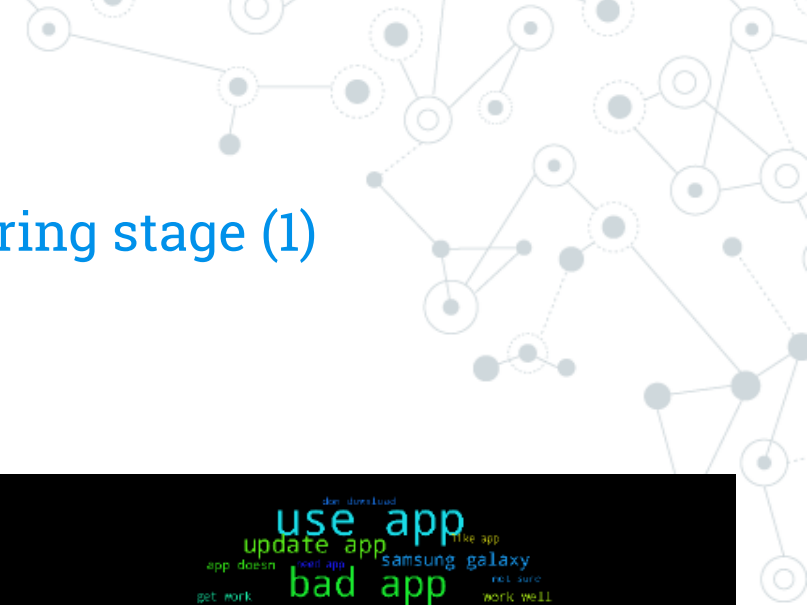 ring stage (1)
don download
use app
like app
update app
samsung galaxy
app doesn
need app
not sure
bad app
get work
work well